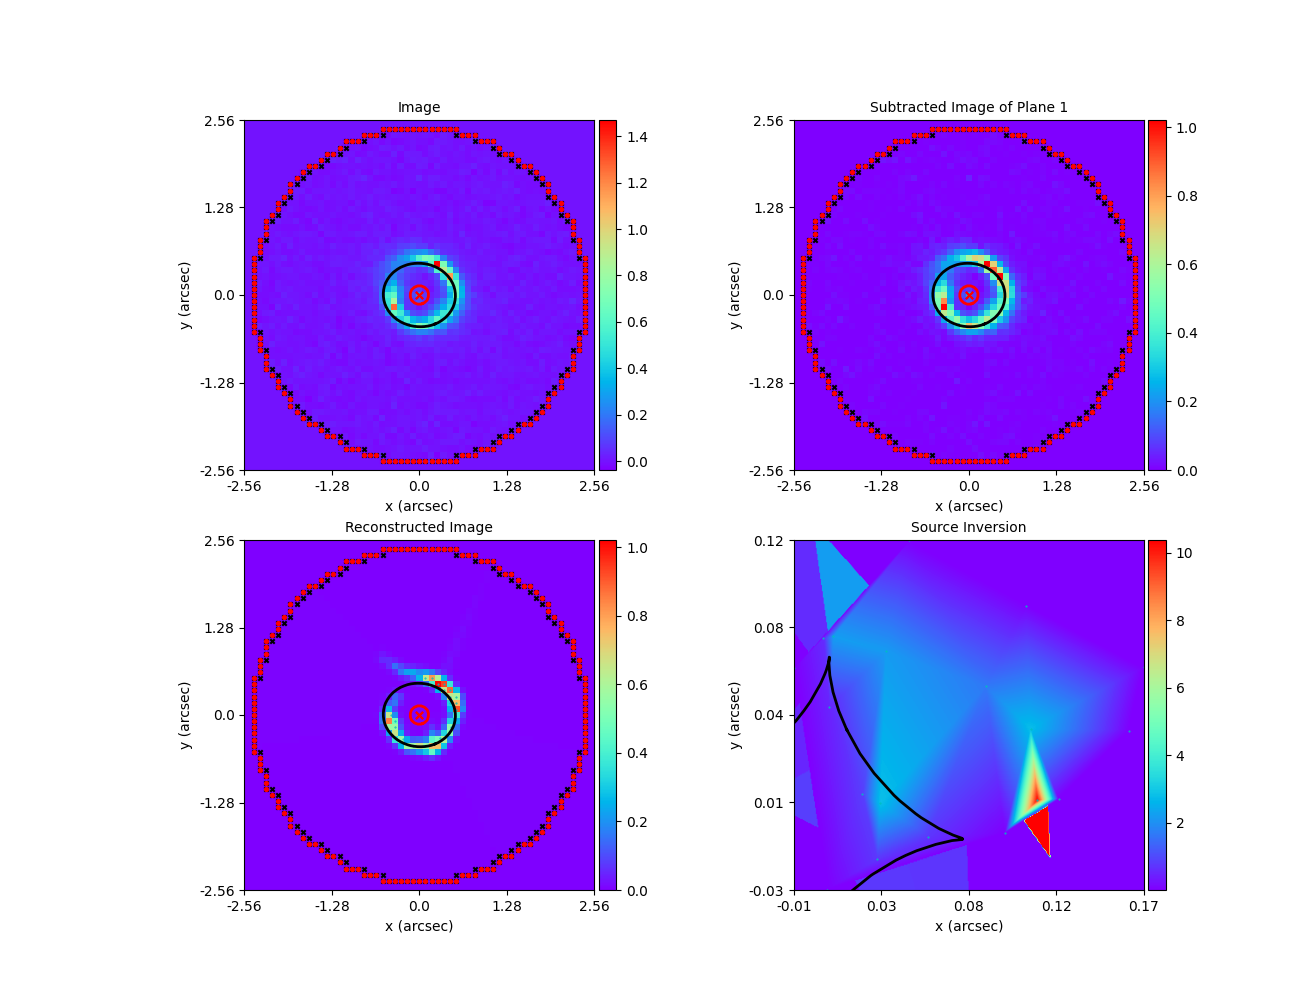 Image
Subtracted Image of Plane 1
2.56
1.28
0.0
-1.28
-2.56
y (arcsec)
-2.56 -1.28 0.0 1.28 2.56
x (arcsec)
1.4
1.2
1.0
0.8
0.6
0.4
0.2
0.0
2.56
1.28
0.0
-1.28
-2.56
y (arcsec)
-2.56 -1.28 0.0 1.28 2.56
x (arcsec)
1.0
0.8
0.6
0.4
0.2
0.0
Reconstructed Image
Source Inversion
2.56
1.28
0.0
-1.28
-2.56
y (arcsec)
-2.56 -1.28 0.0 1.28 2.56
x (arcsec)
1.0
0.8
0.6
0.4
0.2
0.0
0.12
0.08
0.04
0.01
-0.03
y (arcsec)
-0.01 0.03 0.08 0.12 0.17
x (arcsec)
10
8
6
4
2